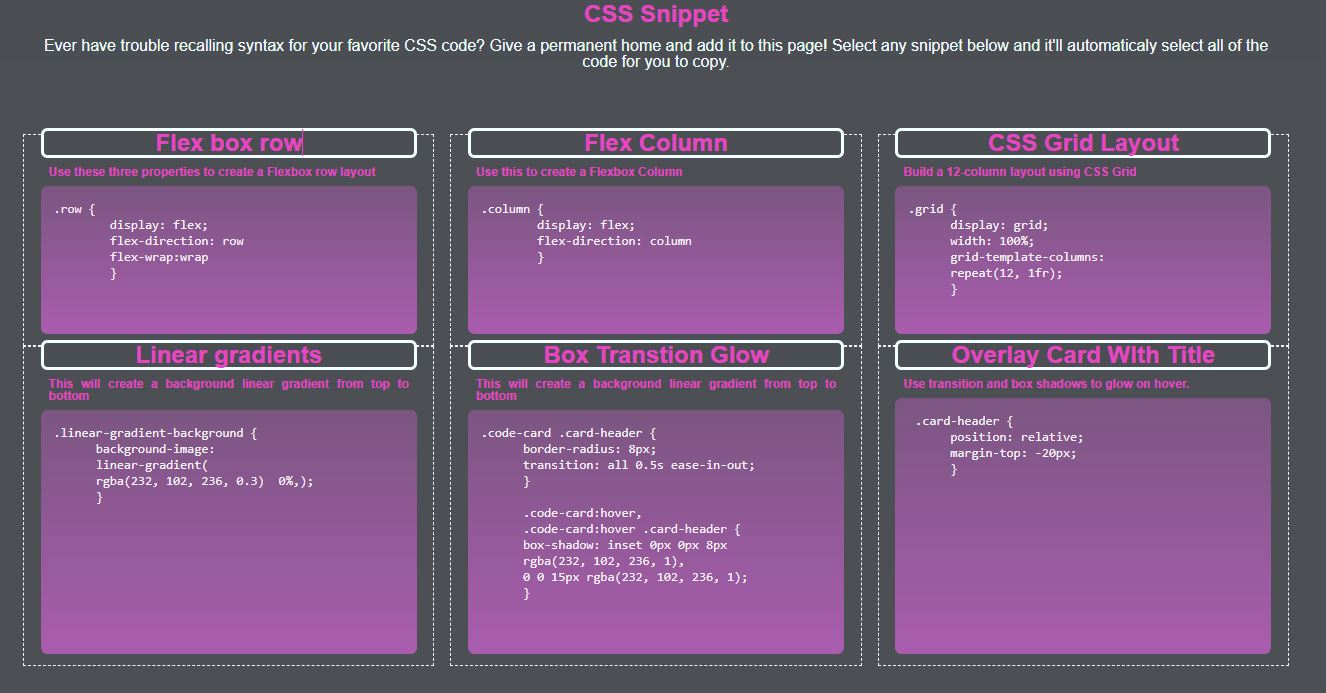 CSS Snippet
Ever have trouble recalling syntax for your favorite CSS code? Give a permanent home and add it to this page! Select any snippet below and it'll automaticaly select all of the
code for you to copy.
Flex box row
Use these three properties to create a Flexbox row layout
.row {
display: flex;
flex-direction: row
flex-wrap:wrap
}
Flex Column
Use this to create a Flexbox Column
.column {
display: flex;
flex-direction: column
}
CSS Grid Layout
Build a 12-column layout using CSS Grid
.grid {
display: grid;
width: 100%;
grid-template-columns:
repeat(12, 1fr);
}
Linear gradients
This will create a background linear gradient from top to
bottom
.linear-gradient-background {
background-image:
linear-gradient(
rgba(232, 102, 236, 0.3)  0%,);
}
Box Transtion Glow
This will create a background linear gradient from top to
bottom
.code-card .card-header {
border-radius: 8px;
transition: all 0.5s ease-in-out;
}
.code-card:hover,
.code-card:hover .card-header {
box-shadow: inset 0px 0px 8px
rgba(232, 102, 236, 1),
0 0 15px rgba(232, 102, 236, 1);
}
Overlay Card WIth Title
Use transition and box shadows to glow on hover.
.card-header {
position: relative;
margin-top: -20px;
}